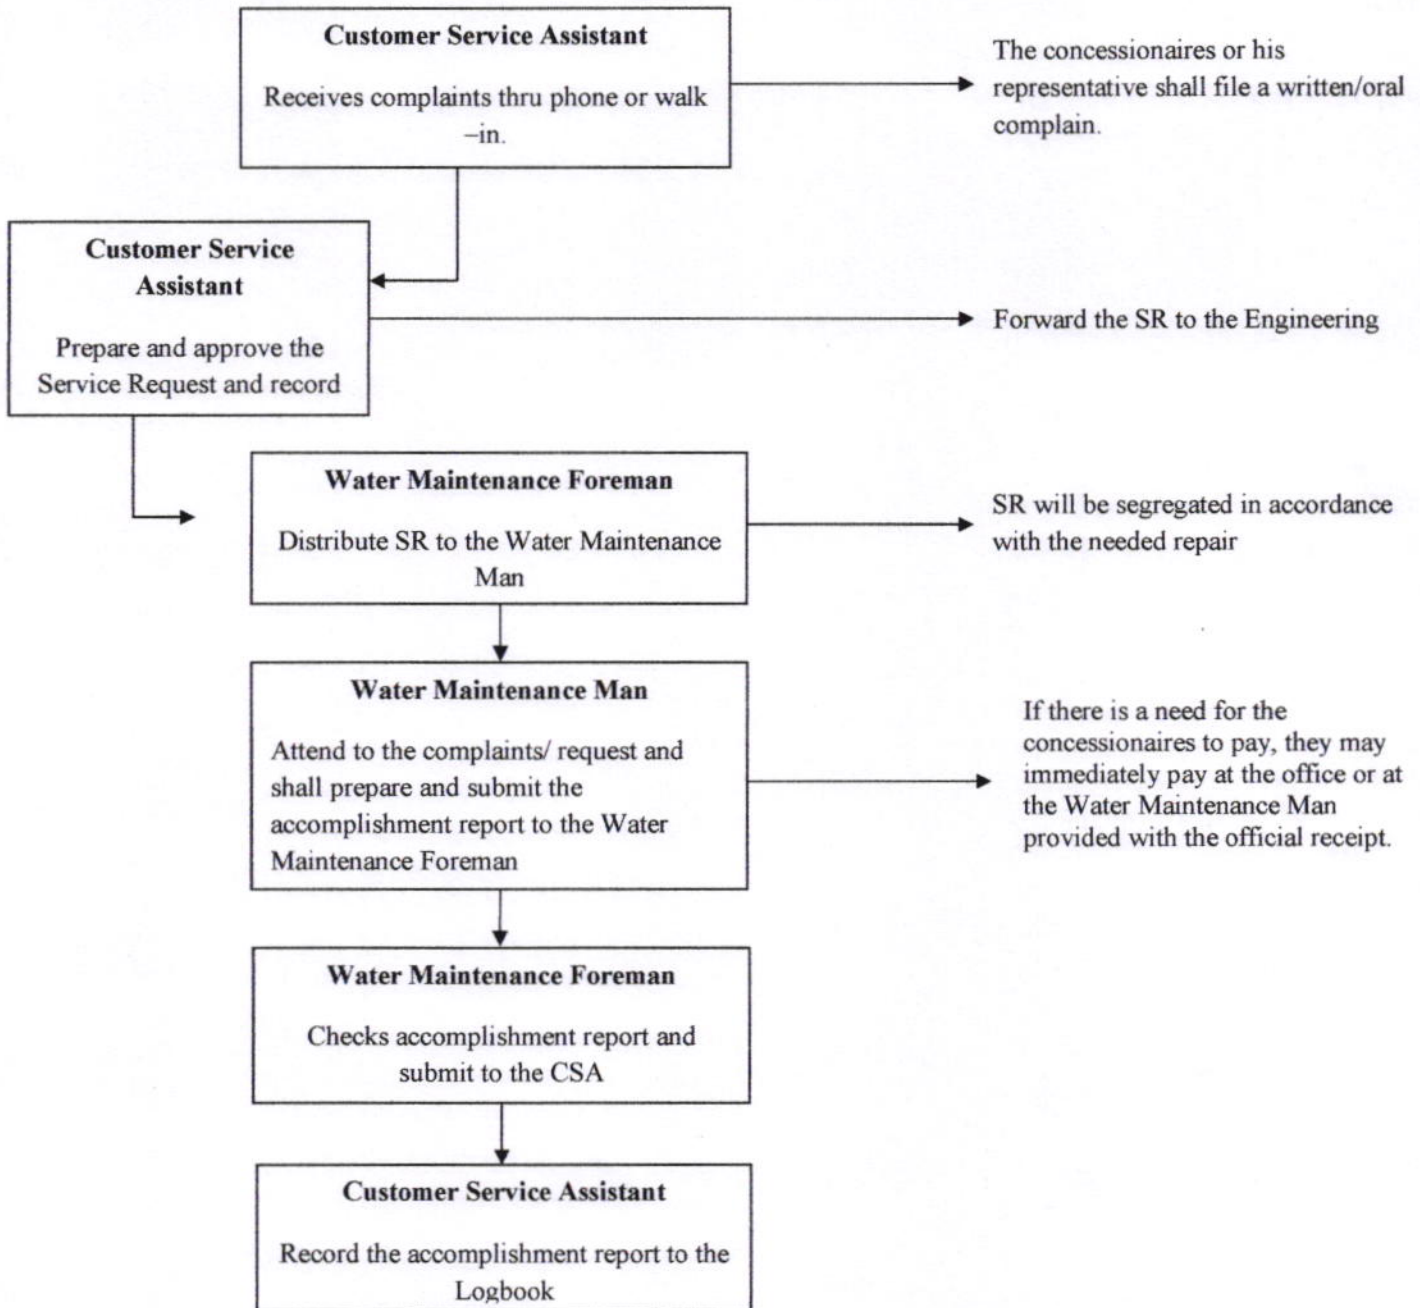 Customer Service Assistant
Receives complaints thru phone or walk
–in.
The concessionaires or his
representative shall file a written/oral
complain.
Customer Service
Assistant
Prepare and approve the
Service Request and record
Forward the SR to the Engineering
Water Maintenance Foreman
Distribute SR to the Water Maintenance
Man
SR will be segregated in accordance
with the needed repair
Water Maintenance Man
Attend to the complaints/ request and
shall prepare and submit the
accomplishment report to the Water
Maintenance Foreman
If there is a need for the
concessionaires to pay, they may
immediately pay at the office or at
the Water Maintenance Man
provided with the official receipt.
Water Maintenance Foreman
Checks accomplishment report and
submit to the CSA
Customer Service Assistant
Record the accomplishment report to the
Logbook